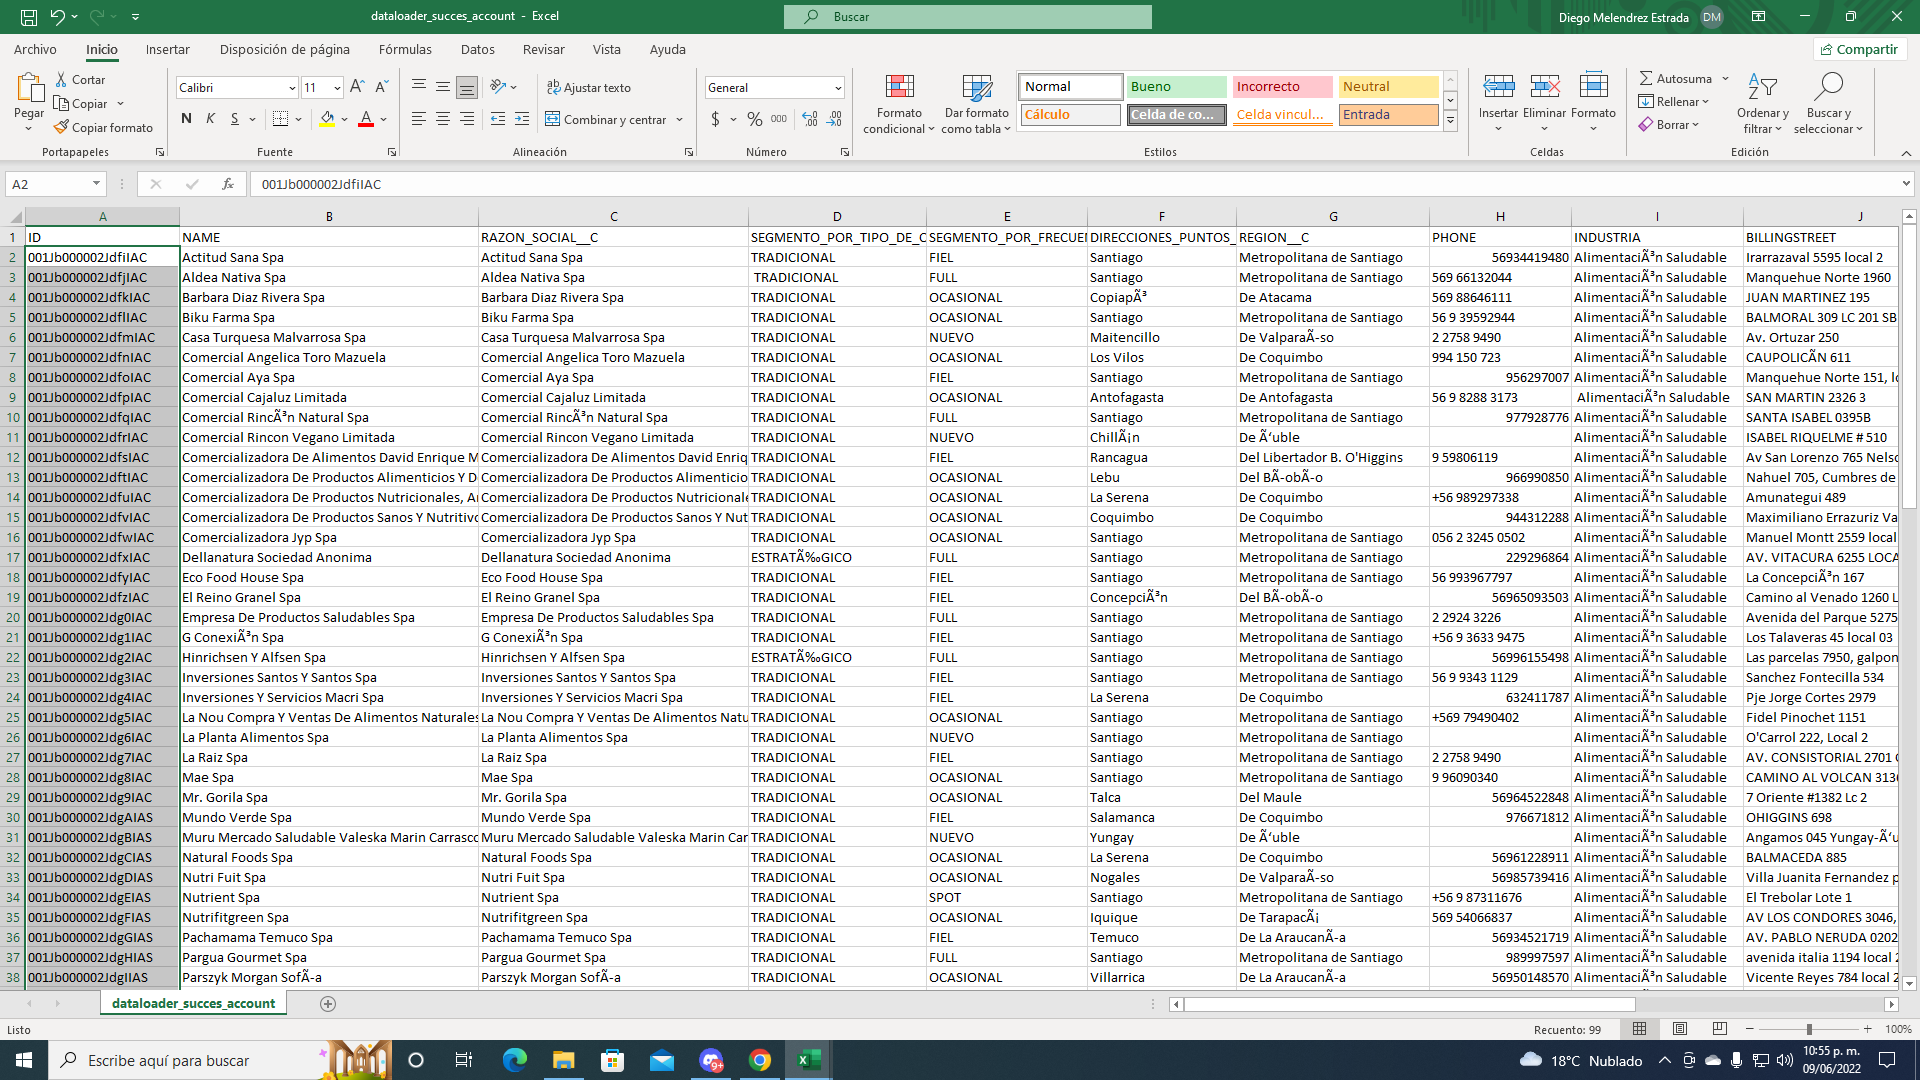 dataloader_succes_account - Excel
Buscar
Diego Melendrez Estrada
DM
Archivo Inicio Insertar Disposición de página Fórmulas Datos Revisar Vista Ayuda
Compartir
Pegar
Cortar
Copiar
Copiar formato
Portapapeles
Calibri 11
N K S
Fuente
Ajustar texto
Combinar y centrar
Alineación
General
$ % 000
Número
Formato condicional
Dar formato como tabla
Normal Bueno Incorrecto Neutral
Cálculo Celda de co... Celda vincul... Entrada
Estilos
Insertar Eliminar Formato
Celdas
Autosuma
Rellenar
Borrar
Ordenar y filtrar
Buscar y seleccionar
Edición
A2 fx 001Jb000002JdfiIAC
A B C D E F G H I J
1 ID NAME RAZON_SOCIAL__C SEGMENTO_POR_TIPO_DE_C SEGMENTO_POR_FRECUEN DIRECCIONES_PUNTOS_ REGION__C PHONE INDUSTRIA BILLINGSTREET
2 001Jb000002JdfiIAC Actitud Sana Spa Actitud Sana Spa TRADICIONAL FIEL Santiago Metropolitana de Santiago 56934419480 AlimentaciÃ³n Saludable Irarrazaval 5595 local 2
3 001Jb000002JdfjIAC Aldea Nativa Spa Aldea Nativa Spa TRADICIONAL FULL Santiago Metropolitana de Santiago 569 66132044 AlimentaciÃ³n Saludable Manquehue Norte 1960
4 001Jb000002JdfkIAC Barbara Diaz Rivera Spa Barbara Diaz Rivera Spa TRADICIONAL OCASIONAL CopiapÃ³ De Atacama 569 88646111 AlimentaciÃ³n Saludable JUAN MARTINEZ 195
5 001Jb000002JdflIAC Biku Farma Spa Biku Farma Spa TRADICIONAL OCASIONAL Santiago Metropolitana de Santiago 56 9 39592944 AlimentaciÃ³n Saludable BALMORAL 309 LC 201 SB
6 001Jb000002JdfmIAC Casa Turquesa Malvarrosa Spa Casa Turquesa Malvarrosa Spa TRADICIONAL NUEVO Maitencillo De ValparaÃ-so 2 2758 9490 AlimentaciÃ³n Saludable Av. Ortuzar 250
7 001Jb000002JdfnIAC Comercial Angelica Toro Mazuela Comercial Angelica Toro Mazuela TRADICIONAL OCASIONAL Los Vilos De Coquimbo 994 150 723 AlimentaciÃ³n Saludable CAUPOLICÃN 611
8 001Jb000002JdfoIAC Comercial Aya Spa Comercial Aya Spa TRADICIONAL FIEL Santiago Metropolitana de Santiago 956297007 AlimentaciÃ³n Saludable Manquehue Norte 151, lo
9 001Jb000002JdfpIAC Comercial Cajaluz Limitada Comercial Cajaluz Limitada TRADICIONAL OCASIONAL Antofagasta De Antofagasta 56 9 8288 3173 AlimentaciÃ³n Saludable SAN MARTIN 2326 3
10 001Jb000002JdfqIAC Comercial RincÃ³n Natural Spa Comercial RincÃ³n Natural Spa TRADICIONAL FULL Santiago Metropolitana de Santiago 977928776 AlimentaciÃ³n Saludable SANTA ISABEL 0395B
11 001Jb000002JdfrIAC Comercial Rincon Vegano Limitada Comercial Rincon Vegano Limitada TRADICIONAL NUEVO ChillÃ¡n De Ã‘uble AlimentaciÃ³n Saludable ISABEL RIQUELME # 510
12 001Jb000002JdfsIAC Comercializadora De Alimentos David Enrique M Comercializadora De Alimentos David Enriq TRADICIONAL FIEL Rancagua Del Libertador B. O'Higgins 9 59806119 AlimentaciÃ³n Saludable Av San Lorenzo 765 Nelso
13 001Jb000002JdftIAC Comercializadora De Productos Alimenticios Y D Comercializadora De Productos Alimenticio TRADICIONAL OCASIONAL Lebu Del BÃ-obÃ-o 966990850 AlimentaciÃ³n Saludable Nahuel 705, Cumbres de
14 001Jb000002JdfuIAC Comercializadora De Productos Nutricionales, A Comercializadora De Productos Nutricionale TRADICIONAL OCASIONAL La Serena De Coquimbo +56 989297338 AlimentaciÃ³n Saludable Amunategui 489
15 001Jb000002JdfvIAC Comercializadora De Productos Sanos Y Nutritivo Comercializadora De Productos Sanos Y Nut TRADICIONAL OCASIONAL Coquimbo De Coquimbo 944312288 AlimentaciÃ³n Saludable Maximiliano Errazuriz Va
16 001Jb000002JdfwIAC Comercializadora Jyp Spa Comercializadora Jyp Spa TRADICIONAL OCASIONAL Santiago Metropolitana de Santiago 056 2 3245 0502 AlimentaciÃ³n Saludable Manuel Montt 2559 local
17 001Jb000002JdfxIAC Dellanatura Sociedad Anonima Dellanatura Sociedad Anonima ESTRATÃ‰GICO FULL Santiago Metropolitana de Santiago 229296864 AlimentaciÃ³n Saludable AV. VITACURA 6255 LOCA
18 001Jb000002JdfyIAC Eco Food House Spa Eco Food House Spa TRADICIONAL FIEL Santiago Metropolitana de Santiago 56 993967797 AlimentaciÃ³n Saludable La ConcepciÃ³n 167
19 001Jb000002JdfzIAC El Reino Granel Spa El Reino Granel Spa TRADICIONAL FIEL ConcepciÃ³n Del BÃ-obÃ-o 56965093503 AlimentaciÃ³n Saludable Camino al Venado 1260 L
20 001Jb000002Jdg0IAC Empresa De Productos Saludables Spa Empresa De Productos Saludables Spa TRADICIONAL FULL Santiago Metropolitana de Santiago 2 2924 3226 AlimentaciÃ³n Saludable Avenida del Parque 5275
21 001Jb000002Jdg1IAC G ConexiÃ³n Spa G ConexiÃ³n Spa TRADICIONAL FIEL Santiago Metropolitana de Santiago +56 9 3633 9475 AlimentaciÃ³n Saludable Los Talaveras 45 local 03
22 001Jb000002Jdg2IAC Hinrichsen Y Alfsen Spa Hinrichsen Y Alfsen Spa ESTRATÃ‰GICO FULL Santiago Metropolitana de Santiago 56996155498 AlimentaciÃ³n Saludable Las parcelas 7950, galpon
23 001Jb000002Jdg3IAC Inversiones Santos Y Santos Spa Inversiones Santos Y Santos Spa TRADICIONAL FIEL Santiago Metropolitana de Santiago 56 9 9343 1129 AlimentaciÃ³n Saludable Sanchez Fontecilla 534
24 001Jb000002Jdg4IAC Inversiones Y Servicios Macri Spa Inversiones Y Servicios Macri Spa TRADICIONAL FIEL La Serena De Coquimbo 632411787 AlimentaciÃ³n Saludable Pje Jorge Cortes 2979
25 001Jb000002Jdg5IAC La Nou Compra Y Ventas De Alimentos Naturales La Nou Compra Y Ventas De Alimentos Natu TRADICIONAL OCASIONAL Santiago Metropolitana de Santiago +569 79490402 AlimentaciÃ³n Saludable Fidel Pinochet 1151
26 001Jb000002Jdg6IAC La Planta Alimentos Spa La Planta Alimentos Spa TRADICIONAL NUEVO Santiago Metropolitana de Santiago AlimentaciÃ³n Saludable O'Carrol 222, Local 2
27 001Jb000002Jdg7IAC La Raiz Spa La Raiz Spa TRADICIONAL FIEL Santiago Metropolitana de Santiago 2 2758 9490 AlimentaciÃ³n Saludable AV. CONSISTORIAL 2701
28 001Jb000002Jdg8IAC Mae Spa Mae Spa TRADICIONAL OCASIONAL Santiago Metropolitana de Santiago 9 96090340 AlimentaciÃ³n Saludable CAMINO AL VOLCAN 3136
29 001Jb000002Jdg9IAC Mr. Gorila Spa Mr. Gorila Spa TRADICIONAL OCASIONAL Talca Del Maule 56964522848 AlimentaciÃ³n Saludable 7 Oriente #1382 Lc 2
30 001Jb000002JdgAIAS Mundo Verde Spa Mundo Verde Spa TRADICIONAL FIEL Salamanca De Coquimbo 976671812 AlimentaciÃ³n Saludable OHIGGINS 698
31 001Jb000002JdgBIAS Muru Mercado Saludable Valeska Marin Carrasco Muru Mercado Saludable Valeska Marin Car TRADICIONAL NUEVO Yungay De Ã‘uble AlimentaciÃ³n Saludable Angamos 045 Yungay-Ã‘u
32 001Jb000002JdgCIAS Natural Foods Spa Natural Foods Spa TRADICIONAL OCASIONAL La Serena De Coquimbo 56961228911 AlimentaciÃ³n Saludable BALMACEDA 885
33 001Jb000002JdgDIAS Nutri Fuit Spa Nutri Fuit Spa TRADICIONAL OCASIONAL Nogales De ValparaÃ-so 56985739416 AlimentaciÃ³n Saludable Villa Juanita Fernandez p
34 001Jb000002JdgEIAS Nutrient Spa Nutrient Spa TRADICIONAL SPOT Santiago Metropolitana de Santiago +56 9 87311676 AlimentaciÃ³n Saludable El Trebolar Lote 1
35 001Jb000002JdgFIAS Nutrifitgreen Spa Nutrifitgreen Spa TRADICIONAL OCASIONAL Iquique De TarapacÃ¡ 569 54066837 AlimentaciÃ³n Saludable AV LOS CONDORES 3046,
36 001Jb000002JdgGIAS Pachamama Temuco Spa Pachamama Temuco Spa TRADICIONAL FIEL Temuco De La AraucanÃ-a 56934521719 AlimentaciÃ³n Saludable AV. PABLO NERUDA 0202
37 001Jb000002JdgHIAS Pargua Gourmet Spa Pargua Gourmet Spa TRADICIONAL FULL Santiago Metropolitana de Santiago 989997597 AlimentaciÃ³n Saludable avenida italia 1194 local 2
38 001Jb000002JdgIIAS Parszyk Morgan SofÃ-a Parszyk Morgan SofÃ-a TRADICIONAL OCASIONAL Villarrica De La AraucanÃ-a 56950148570 AlimentaciÃ³n Saludable Vicente Reyes 784 local 2
dataloader_succes_account
Listo
Recuento: 99
100%
Escribe aquí para buscar
9+
18°C Nublado
10:55 p. m.
09/06/2022